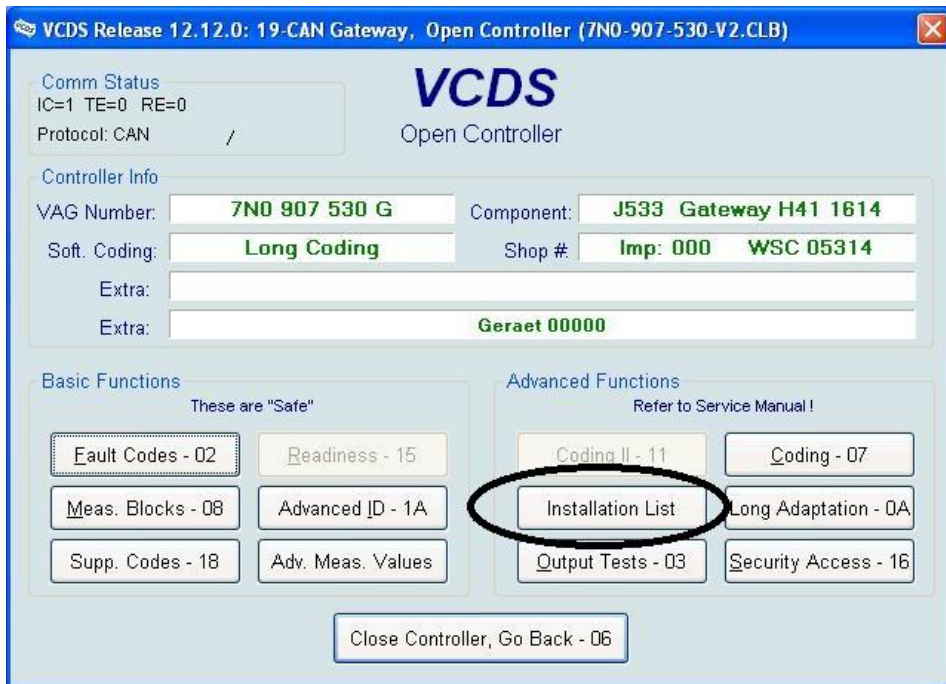 VCDS Release 12.12.0: 19-CAN Gateway, Open Controller (7N0-907-530-V2.CLB)
Comm Status
IC=1 TE=0 RE=0
Protocol: CAN /
VCDS
Open Controller
Controller Info
VAG Number: 7N0 907 530 G Component: J533 Gateway H41 1614
Soft. Coding: Long Coding Shop #: Imp: 000 WSC 05314
Extra:
Extra: Geraet 00000
Basic Functions
These are "Safe"
Fault Codes - 02 Readiness - 15
Meas. Blocks - 08 Advanced ID - 1A
Supp. Codes - 18 Adv. Meas. Values
Advanced Functions
Refer to Service Manual !
Coding II - 11 Coding - 07
Installation List Long Adaptation - 0A
Output Tests - 03 Security Access - 16
Close Controller, Go Back - 06